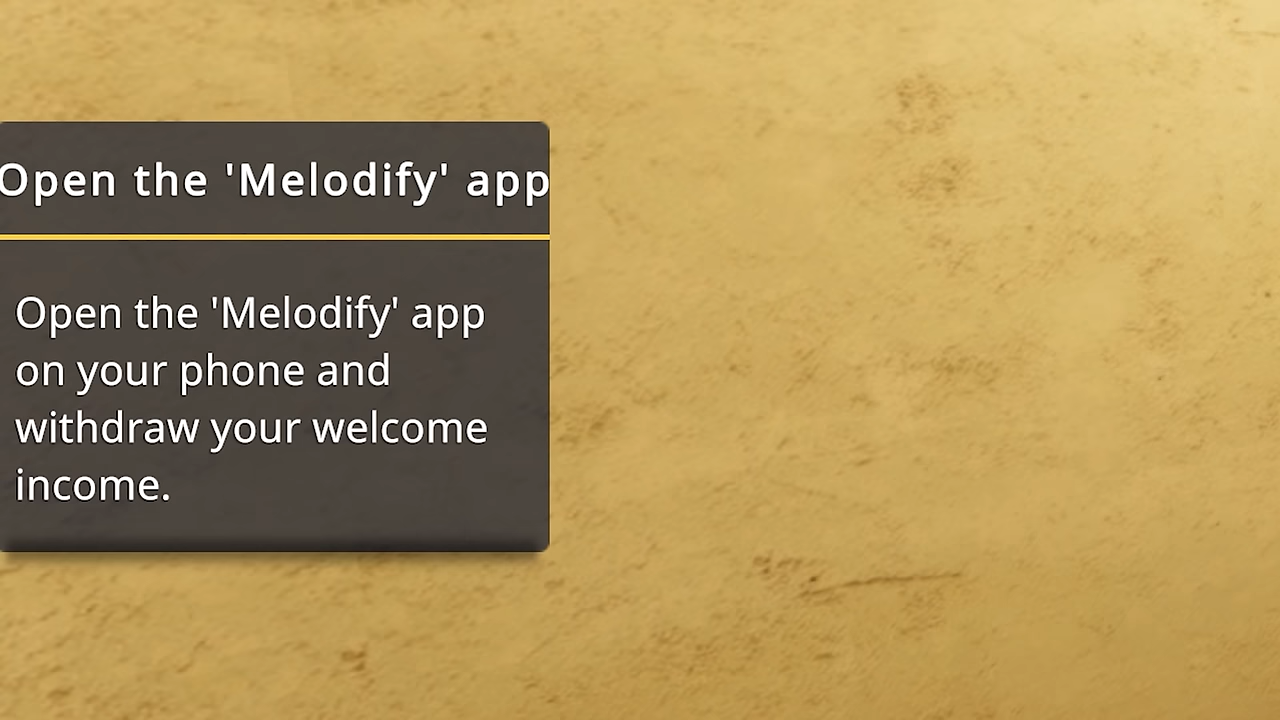 Open the 'Melodify' app
Open the 'Melodify' app
on your phone and
withdraw your welcome
income.